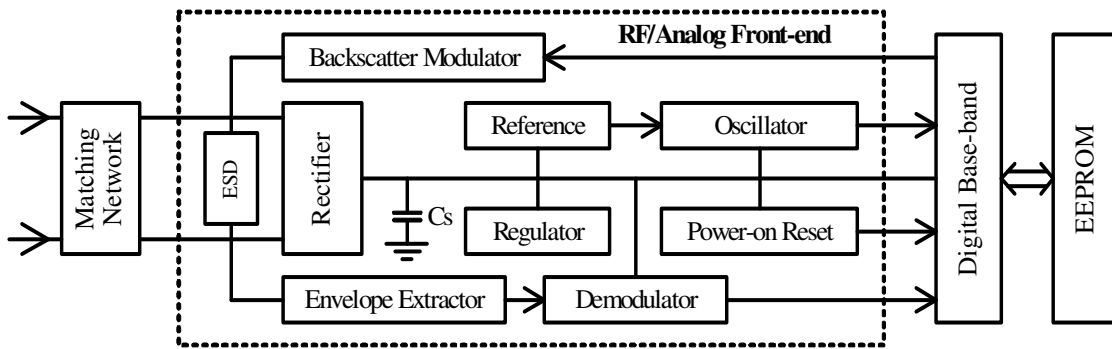 RF/Analog Front-end
Backscatter Modulator
Matching
Network
ESD
Rectifier
Reference
Oscillator
Cs
Regulator
Power-on Reset
Envelope Extractor
Demodulator
Digital Base-band
EEPROM